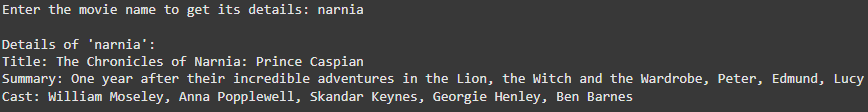 Enter the movie name to get its details: narnia
Details of 'narnia':
Title: The Chronicles of Narnia: Prince Caspian
Summary: One year after their incredible adventures in the Lion, the Witch and the Wardrobe, Peter, Edmund, Lucy
Cast: William Moseley, Anna Popplewell, Skandar Keynes, Georgie Henley, Ben Barnes